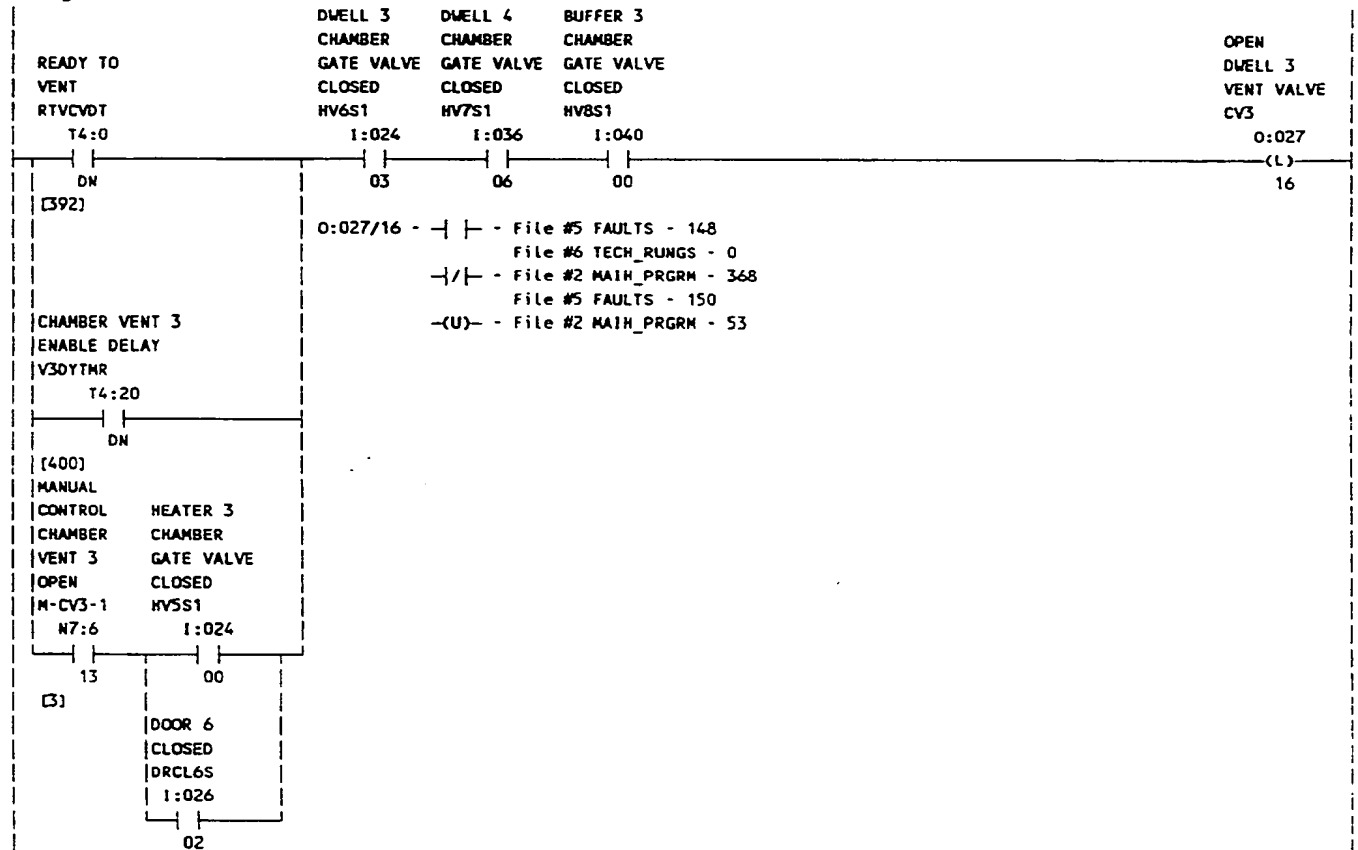 DWELL 3 DWELL 4 BUFFER 3
CHAMBER CHAMBER CHAMBER OPEN
READY TO GATE VALVE GATE VALVE GATE VALVE DWELL 3
VENT CLOSED CLOSED CLOSED VENT VALVE
RTVCVDT HV6S1 HV7S1 HV8S1 CV3
T4:0 I:024 I:036 I:040 O:027
(L)
DN 03 06 00 16
[392]
O:027/16 - -| |- - File #5 FAULTS - 148
File #6 TECH_RUNGS - 0
-|/|- - File #2 MAIN_PRGRM - 368
File #5 FAULTS - 150
-(U)- - File #2 MAIN_PRGRM - 53
CHAMBER VENT 3
ENABLE DELAY
V3DYTMR
T4:20
DN
[400]
MANUAL
CONTROL HEATER 3
CHAMBER CHAMBER
VENT 3 GATE VALVE
OPEN CLOSED
M-CV3-1 HV5S1
N7:6 I:024
13 00
[3]
DOOR 6
CLOSED
DRCL6S
I:026
02